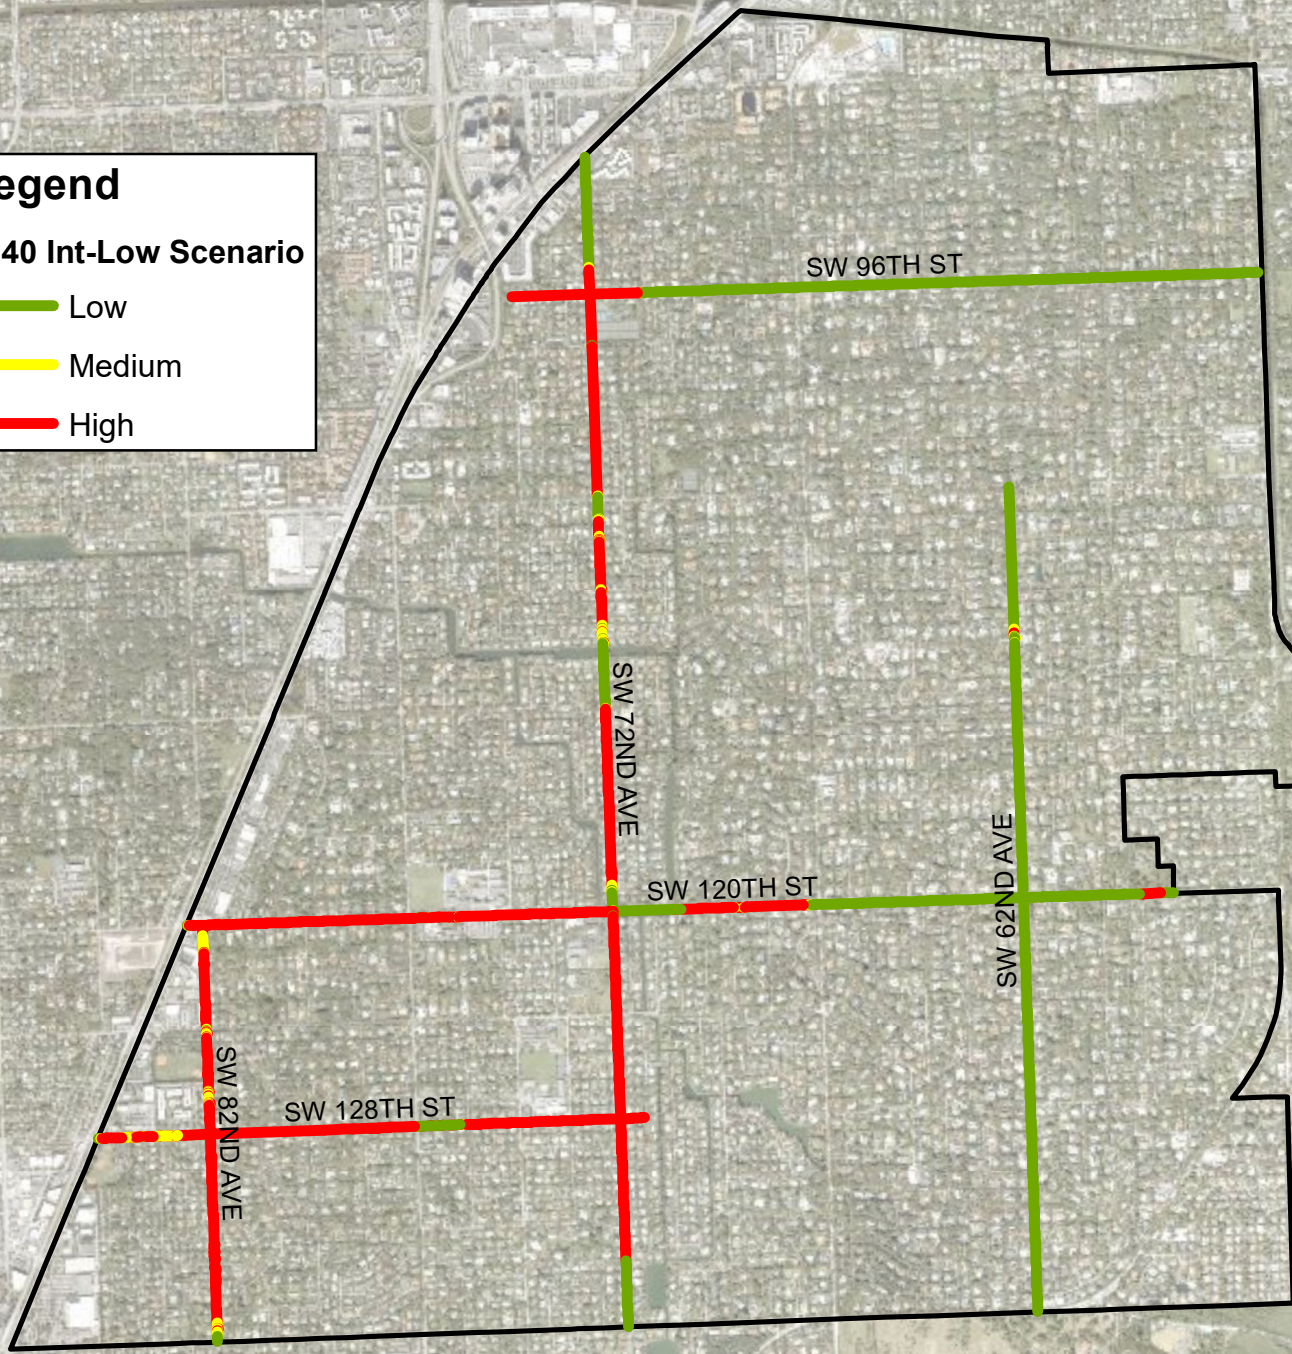 egend
40 Int-Low Scenario
Low
Medium
High
SW 96TH ST
SW 72ND AVE
SW 120TH ST
SW 62ND AVE
SW 128TH ST
SW 82ND AVE